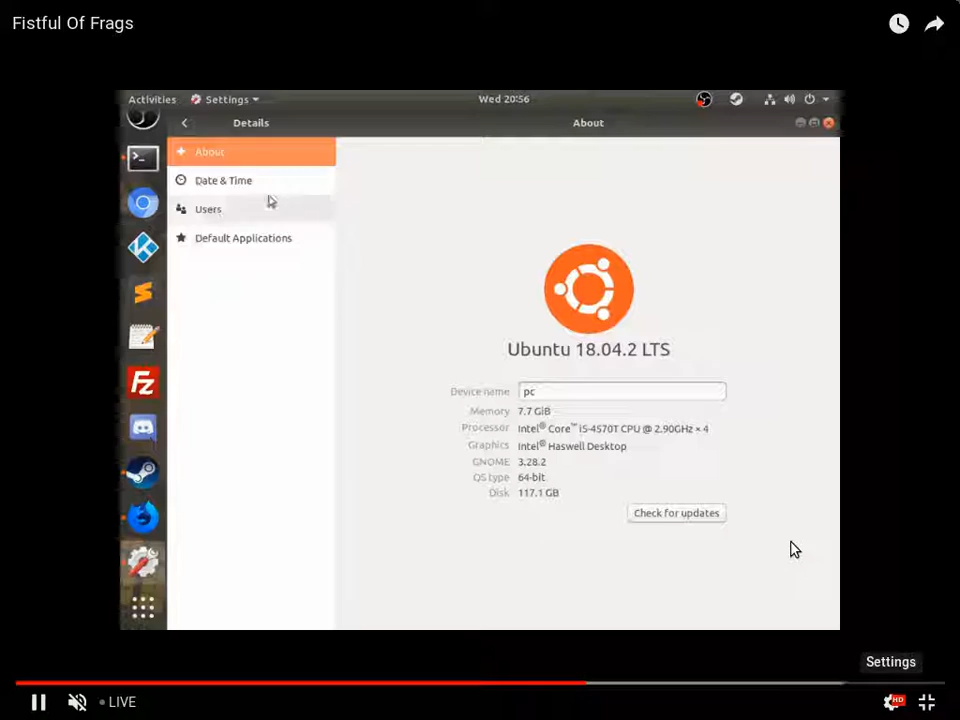 Fistful Of Frags
Activities Settings Wed 20:56
Details About
About
Date & Time
Users
Default Applications
Ubuntu 18.04.2 LTS
Device name pc
Memory 7.7 GiB
Processor Intel® Core™ i5-4570T CPU @ 2.90GHz × 4
Graphics Intel® Haswell Desktop
GNOME 3.28.2
OS type 64-bit
Disk 117.1 GB
Check for updates
Settings
LIVE HD